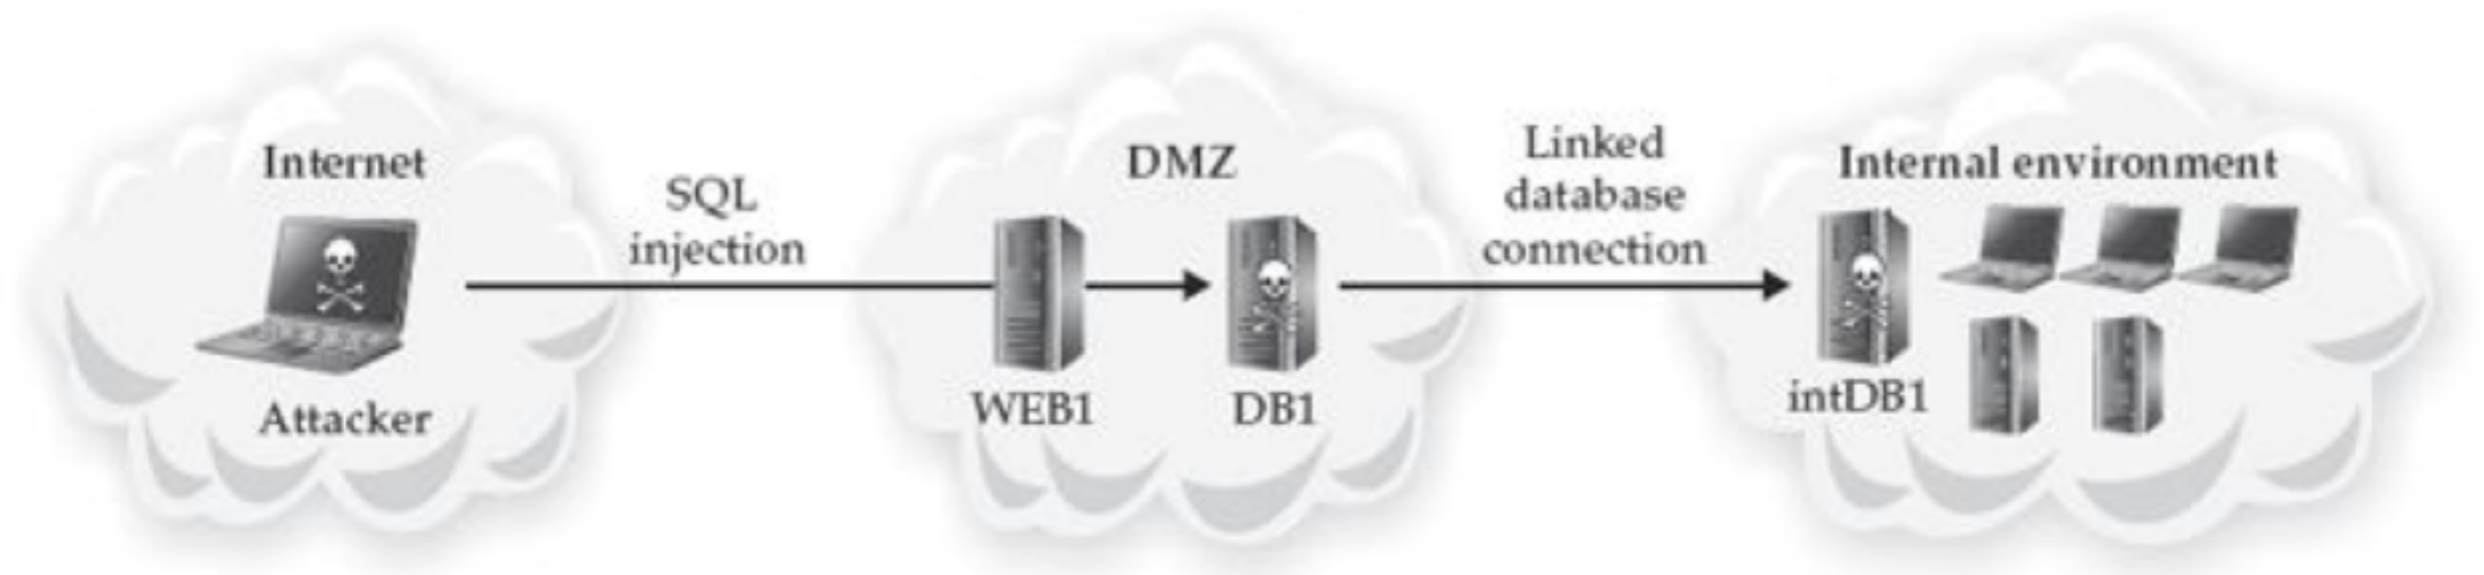 Internet
Attacker
SQL
injection
DMZ
WEB1
DB1
Linked
database
connection
Internal environment
intDB1